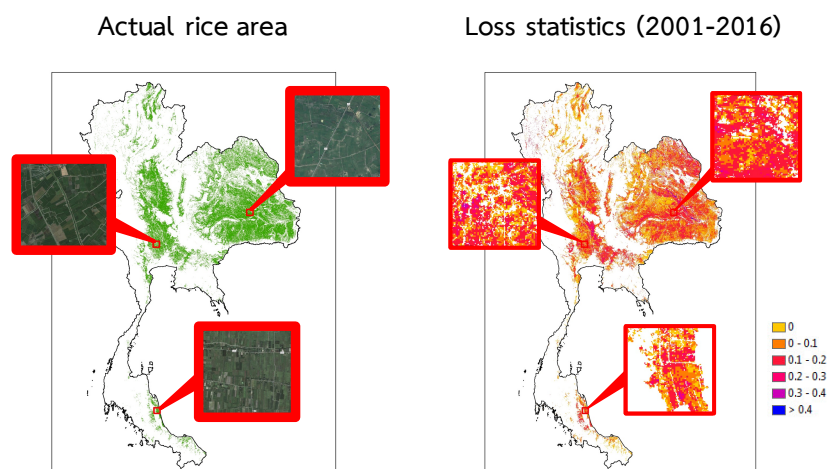 Actual rice area
Loss statistics (2001-2016)
0
0 - 0.1
0.1 - 0.2
0.2 - 0.3
0.3 - 0.4
> 0.4